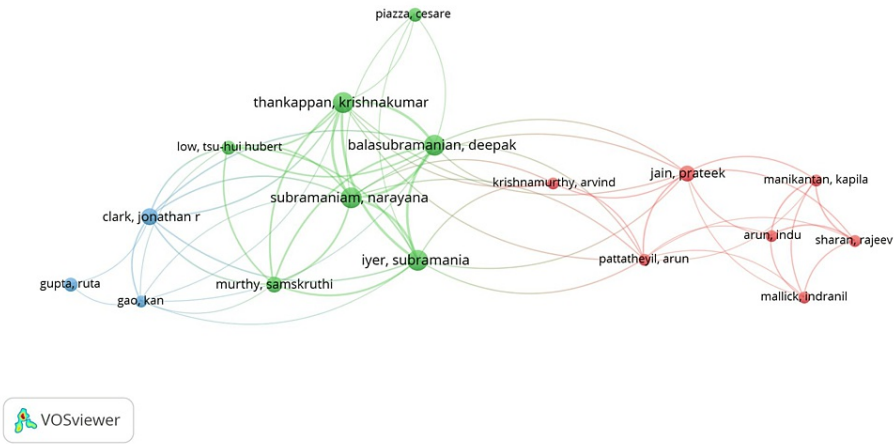 piazza, cesare
thankappan, krishnakumar
low, tsu-hui hubert
balasubramanian, deepak
krishnamurthy, arvind
jain, prateek
manikantan, kapila
subramaniam, narayana
clark, jonathan r
arun, indu
sharan, rajeev
iyer, subramania
pattatheyil, arun
gupta, ruta
murthy, samskruthi
gao, kan
mallick, indranil
VOSviewer